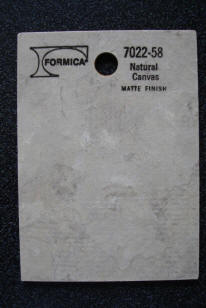 FORMICA
7022-58
Natural
Canvas
MATTE FINISH